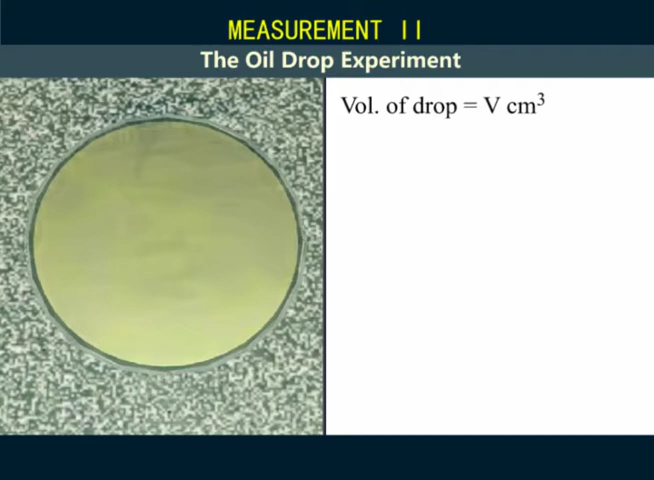 MEASUREMENT II
The Oil Drop Experiment
Vol. of drop = V cm³